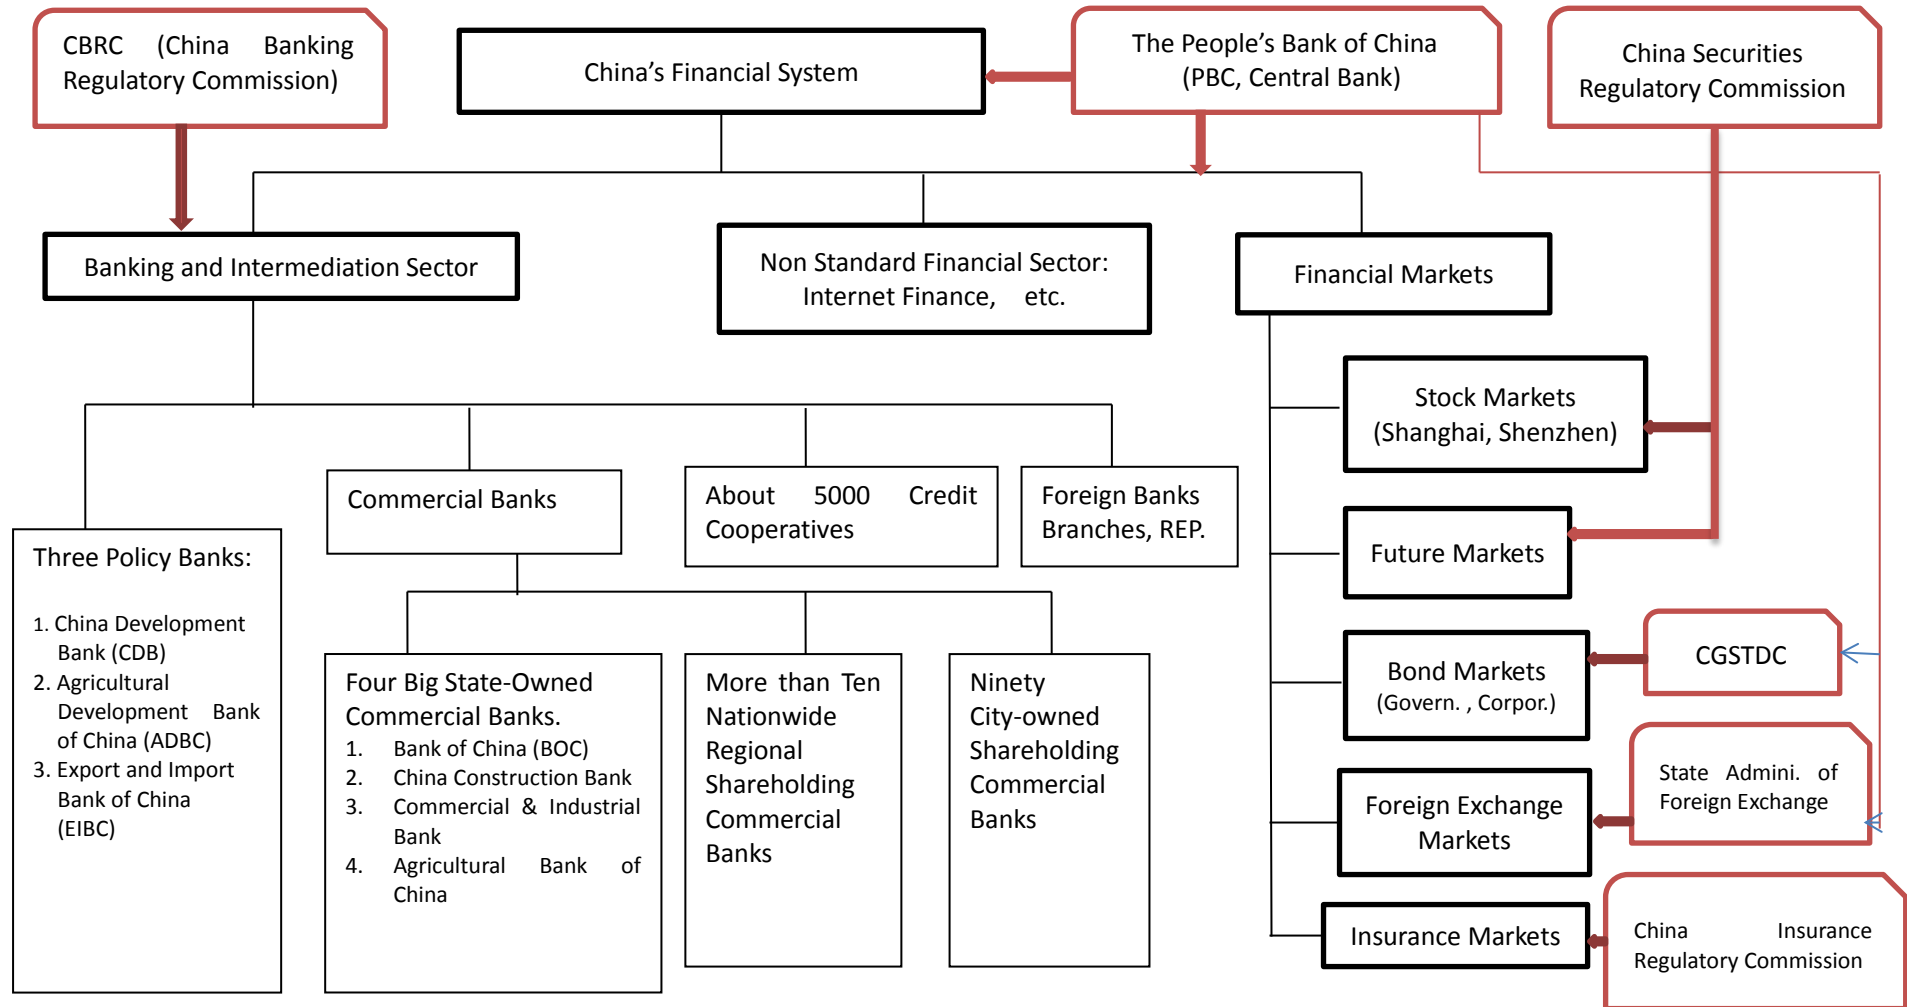 CBRC (China Banking
Regulatory Commission)
China's Financial System
The People's Bank of China
(PBC, Central Bank)
China Securities
Regulatory Commission
Banking and Intermediation Sector
Non Standard Financial Sector:
Internet Finance, etc.
Financial Markets
Stock Markets
(Shanghai, Shenzhen)
Commercial Banks
About 5000 Credit
Cooperatives
Foreign Banks
Branches, REP.
Future Markets
Three Policy Banks:
1. China Development
Bank (CDB)
2. Agricultural
Development Bank
of China (ADBC)
3. Export and Import
Bank of China
(EIBC)
Four Big State-Owned
Commercial Banks.
1. Bank of China (BOC)
2. China Construction Bank
3. Commercial & Industrial
Bank
4. Agricultural Bank of
China
More than Ten
Nationwide
Regional
Shareholding
Commercial
Banks
Ninety
City-owned
Shareholding
Commercial
Banks
Bond Markets
(Govern. , Corpor.)
CGSTDC
Foreign Exchange
Markets
State Admini. of
Foreign Exchange
Insurance Markets
China Insurance
Regulatory Commission